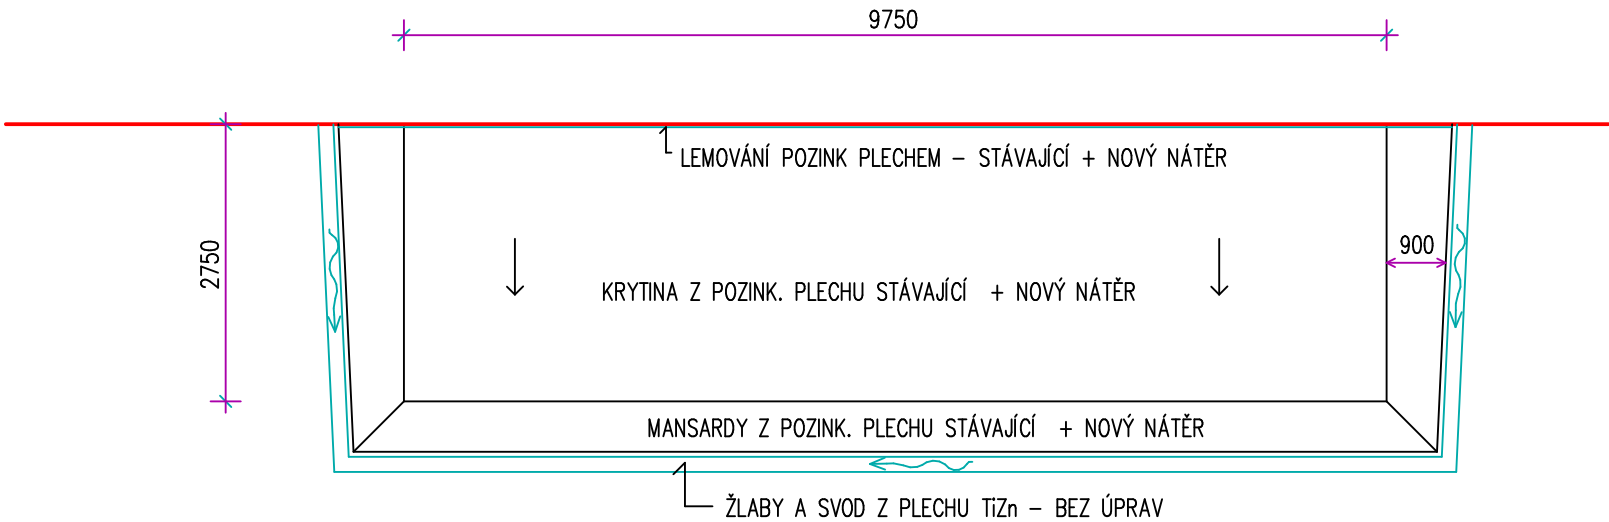 9750
LEMOVÁNÍ POZINK PLECHEM – STÁVAJÍCÍ + NOVÝ NÁTĚR
2750
900
KRYTINA Z POZINK. PLECHU STÁVAJÍCÍ + NOVÝ NÁTĚR
MANSARDY Z POZINK. PLECHU STÁVAJÍCÍ + NOVÝ NÁTĚR
ŽLABY A SVOD Z PLECHU TiZn – BEZ ÚPRAV